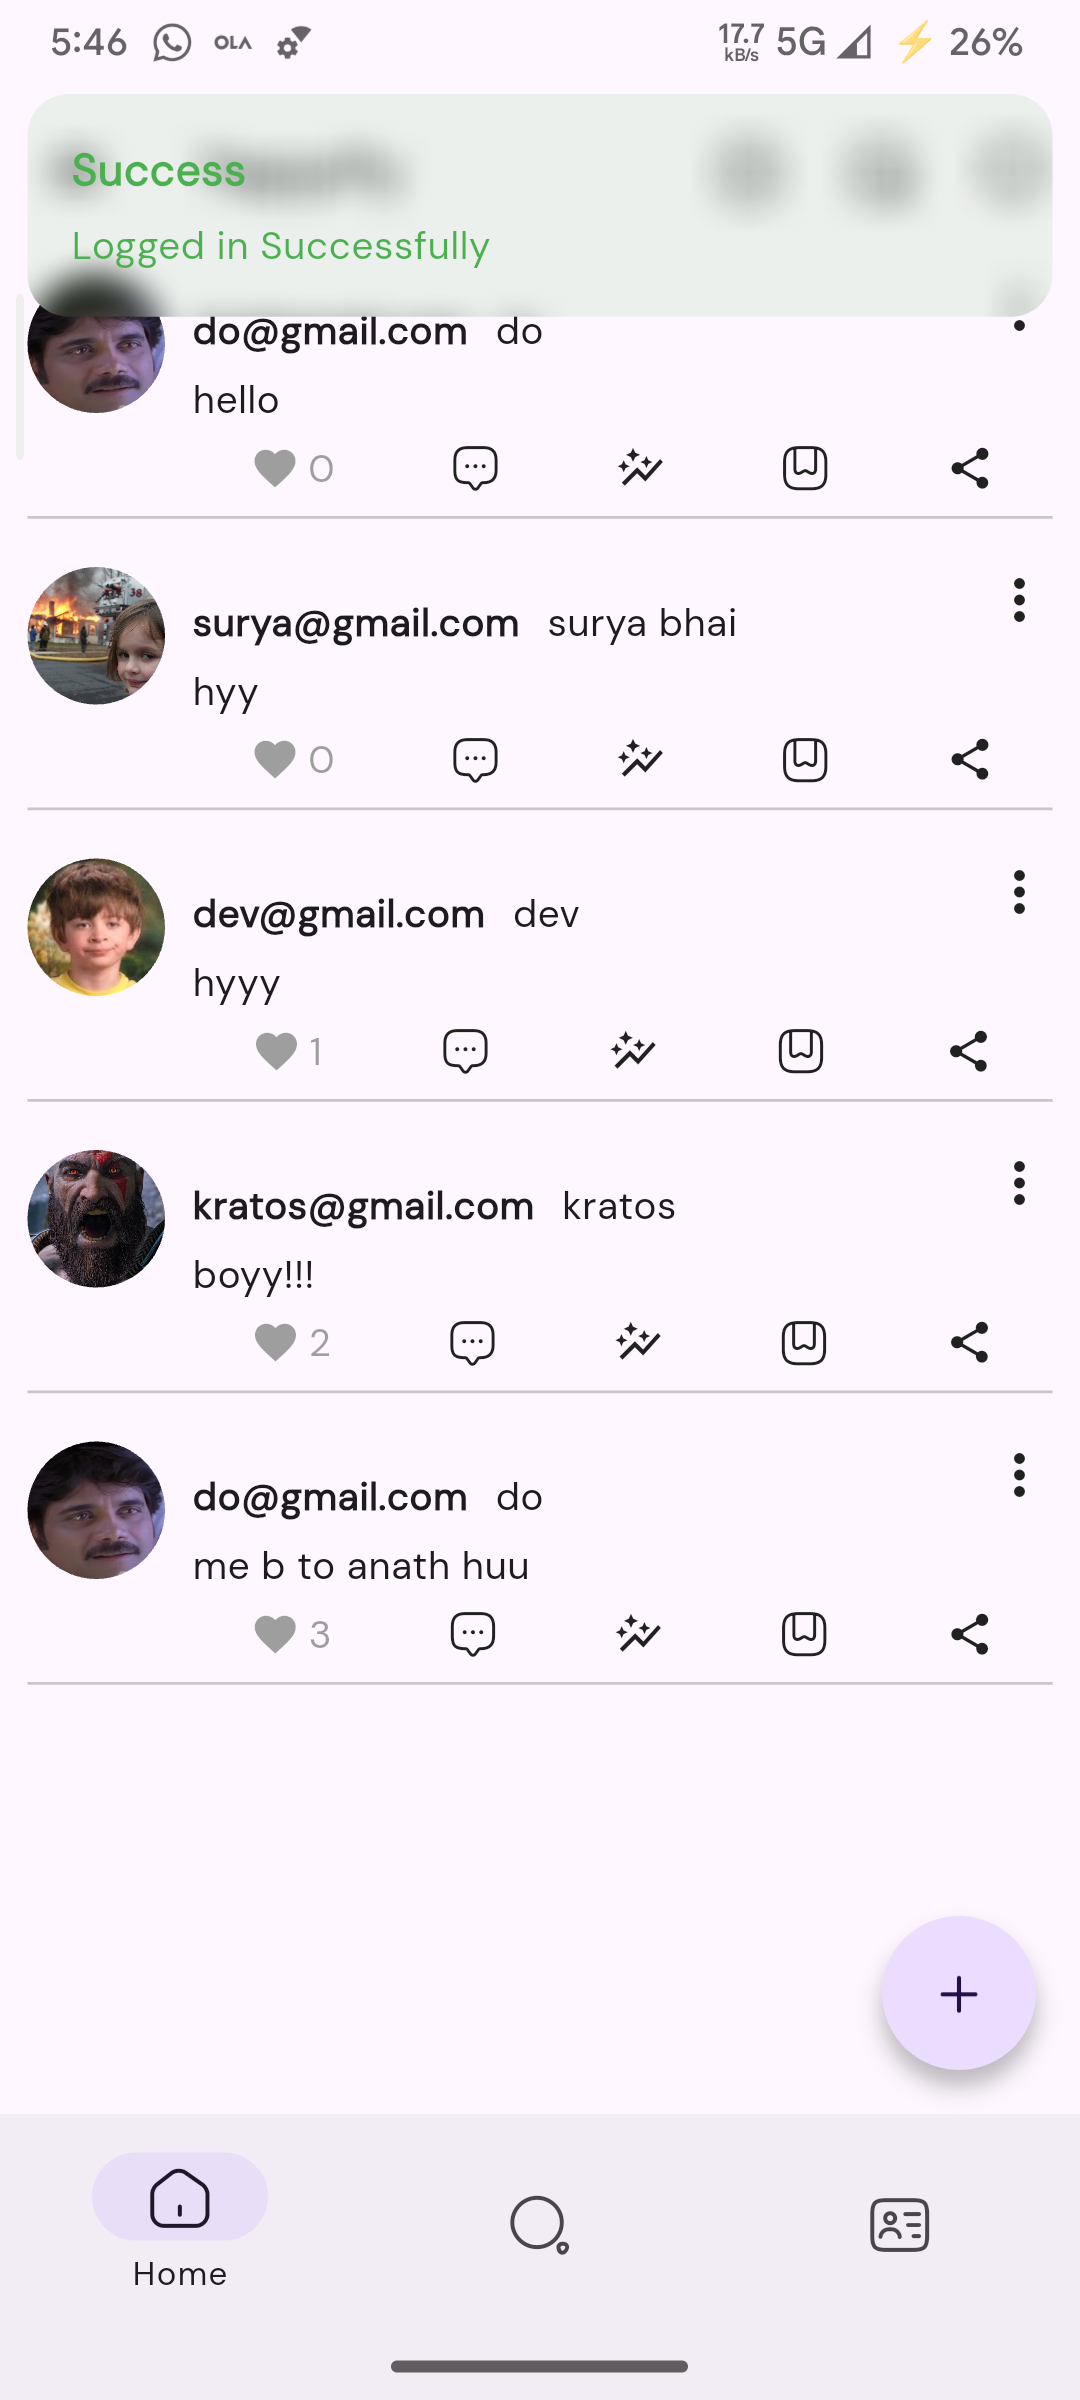 5:46 OLA 17.7 kB/s 5G 26%
Success
Logged in Successfully
do@gmail.com do
hello
0
surya@gmail.com surya bhai
hyy
0
dev@gmail.com dev
hyyy
1
kratos@gmail.com kratos
boyy!!!
2
do@gmail.com do
me b to anath huu
3
Home